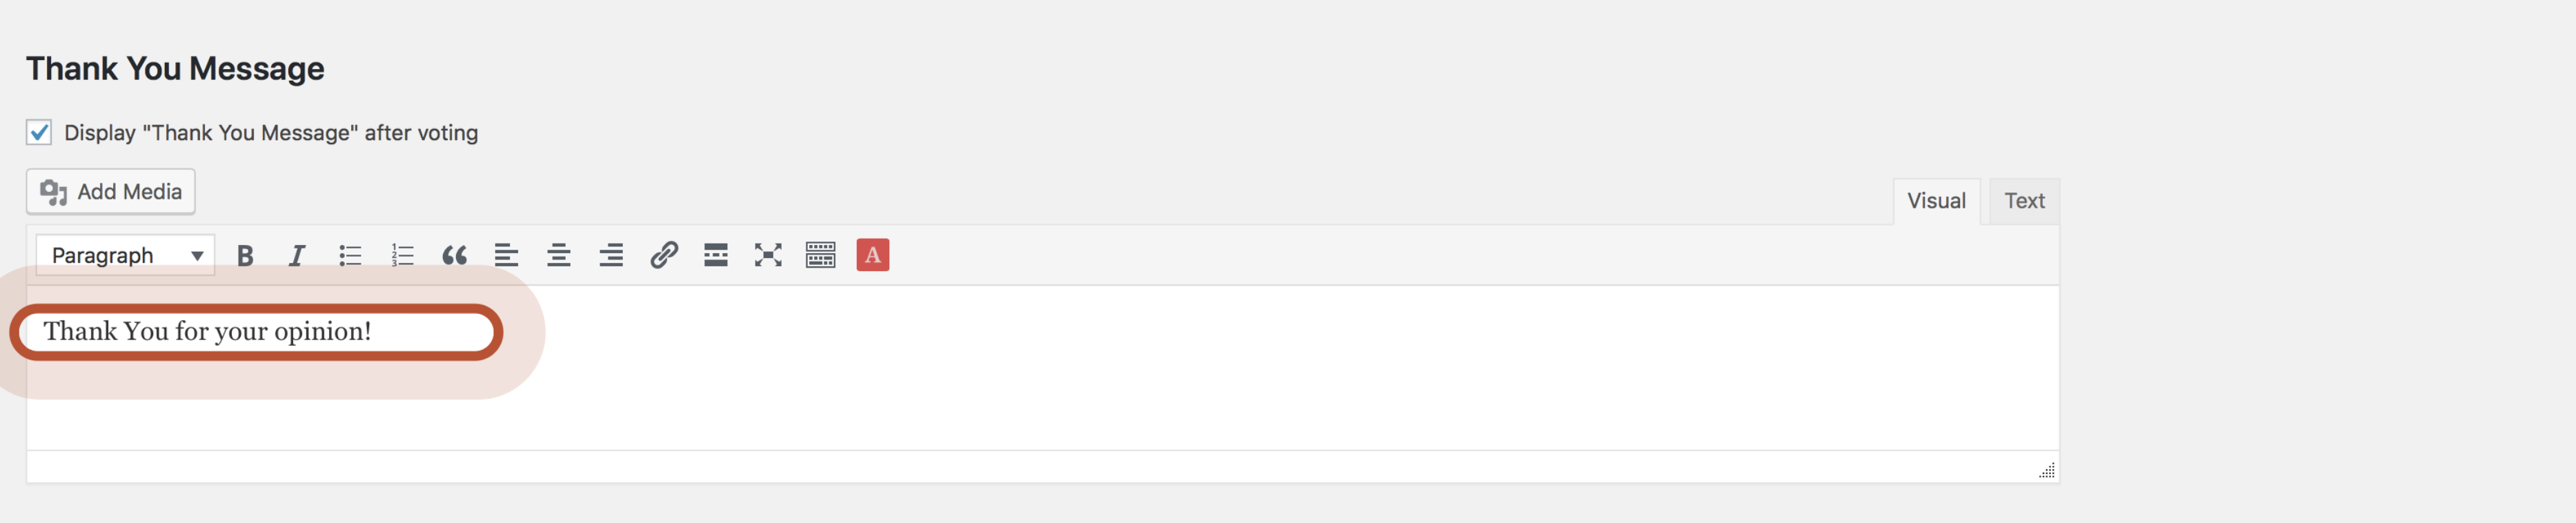 Thank You Message
Display "Thank You Message" after voting
Add Media
Visual Text
Paragraph B I A
Thank You for your opinion!